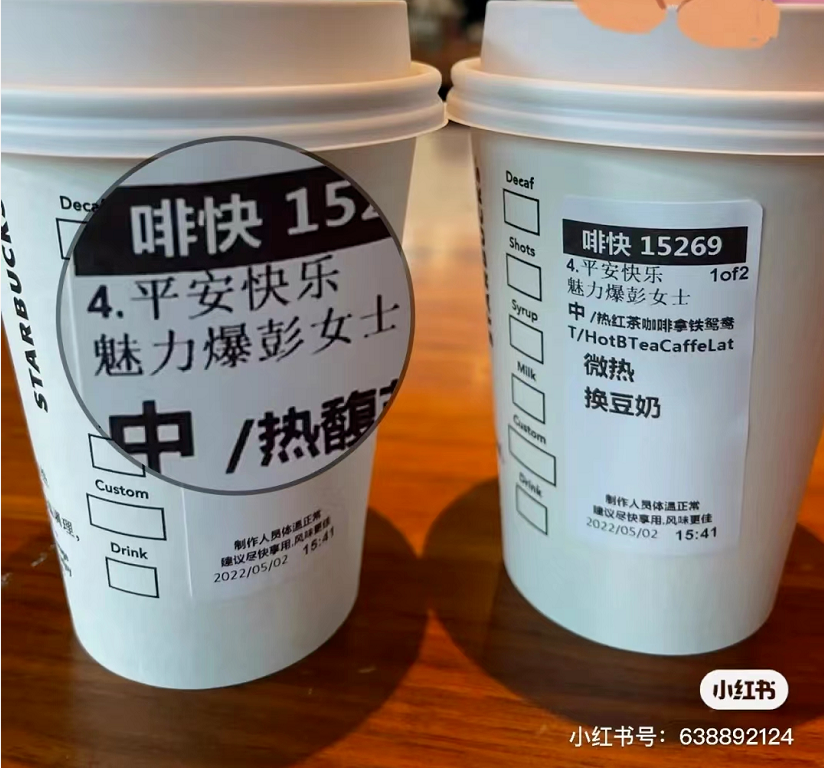 STARBUCKS
Decaf
啡快 152
4.平安快乐
魅力爆彭女士
中 /热馥
Custom
Drink
制作人员体温正常
建议尽快享用,风味更佳
2022/05/02 15:41
Decaf
Shots
Syrup
Milk
Custom
Drink
啡快 15269
4.平安快乐 1of2
魅力爆彭女士
中 /热红茶咖啡拿铁鸳鸯
T/HotBTeaCaffeLat
微热
换豆奶
制作人员体温正常
建议尽快享用,风味更佳
2022/05/02 15:41
小红书
小红书号：638892124